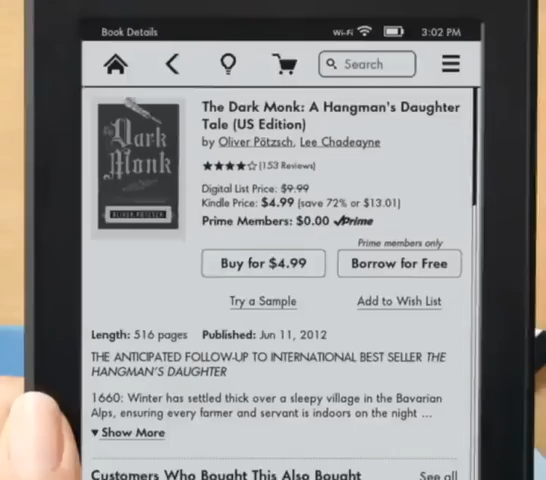 Book Details Wi-Fi 3:02 PM
Search
The Dark Monk: A Hangman's Daughter
Tale (US Edition)
by Oliver Pötzsch, Lee Chadeayne
(153 Reviews)
Digital List Price: $9.99
Kindle Price: $4.99 (save 72% or $13.01)
Prime Members: $0.00 Prime
Prime members only
Buy for $4.99 Borrow for Free
Try a Sample Add to Wish List
The
Dark
Monk
OLIVER PÖTZSCH
Length: 516 pages Published: Jun 11, 2012
THE ANTICIPATED FOLLOW-UP TO INTERNATIONAL BEST SELLER THE
HANGMAN'S DAUGHTER
1660: Winter has settled thick over a sleepy village in the Bavarian
Alps, ensuring every farmer and servant is indoors on the night ...
Show More
Customers Who Bought This Also Bought See all